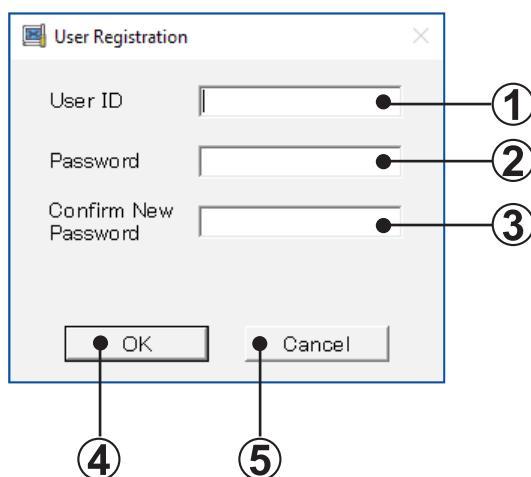 User Registration
User ID
1
Password
2
Confirm New
Password
3
OK
Cancel
4
5